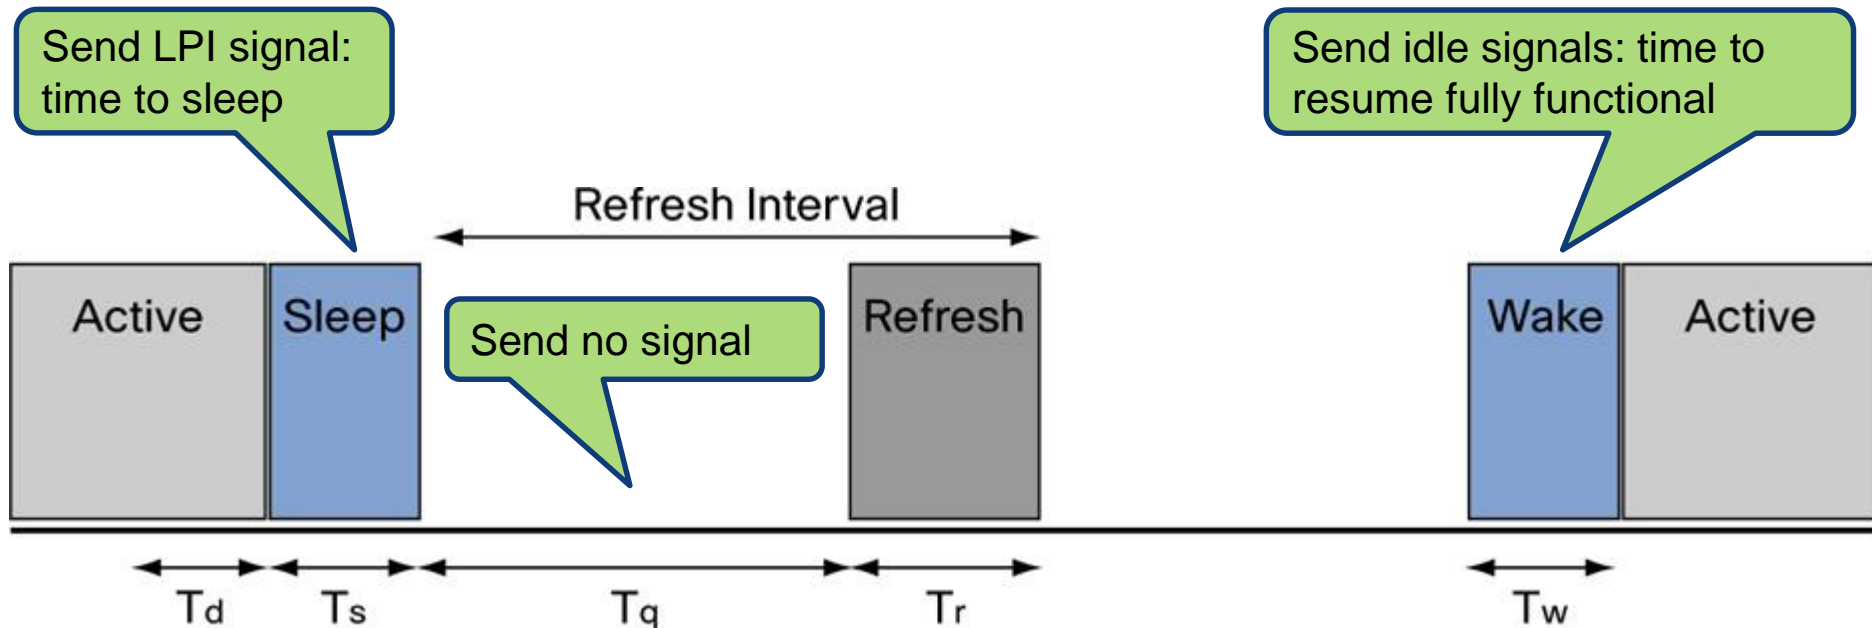 Send LPI signal:
time to sleep
Send idle signals: time to
resume fully functional
Refresh Interval
Active
Sleep
Send no signal
Refresh
Wake
Active
Td
Ts
Tq
Tr
Tw